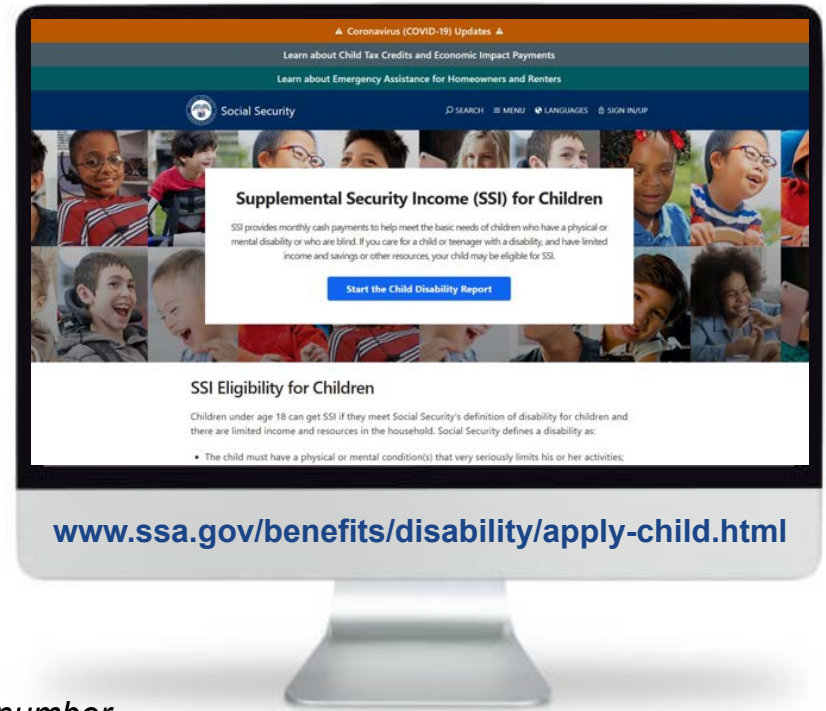 Coronavirus (COVID-19) Updates
Learn about Child Tax Credits and Economic Impact Payments
Learn about Emergency Assistance for Homeowners and Renters
Social Security SEARCH MENU LANGUAGES SIGN IN/UP
Supplemental Security Income (SSI) for Children
SSI provides monthly cash payments to help meet the basic needs of children who have a physical or
mental disability or who are blind. If you care for a child or teenager with a disability, and have limited
income and savings or other resources, your child may be eligible for SSI.
Start the Child Disability Report
SSI Eligibility for Children
Children under age 18 can get SSI if they meet Social Security's definition of disability for children and
there are limited income and resources in the household. Social Security defines a disability as:
• The child must have a physical or mental condition(s) that very seriously limits his or her activities;
www.ssa.gov/benefits/disability/apply-child.html
number